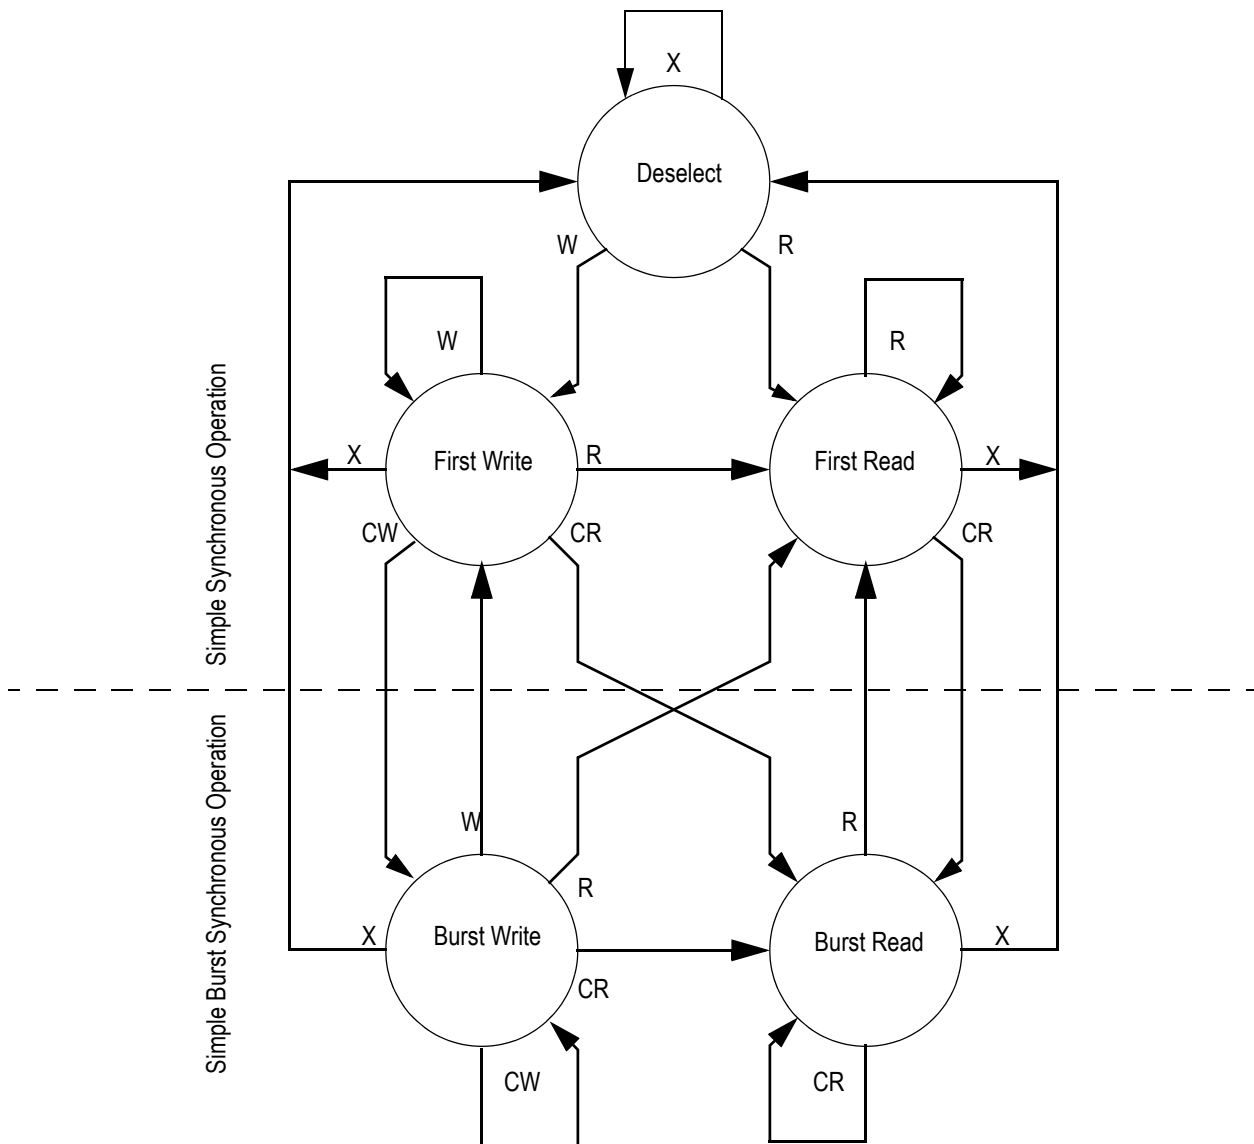 X
Deselect
W
R
W
R
Simple Synchronous Operation
X
First Write
R
First Read
X
CW
CR
CR
Simple Burst Synchronous Operation
W
R
R
X
Burst Write
Burst Read
X
CR
CW
CR